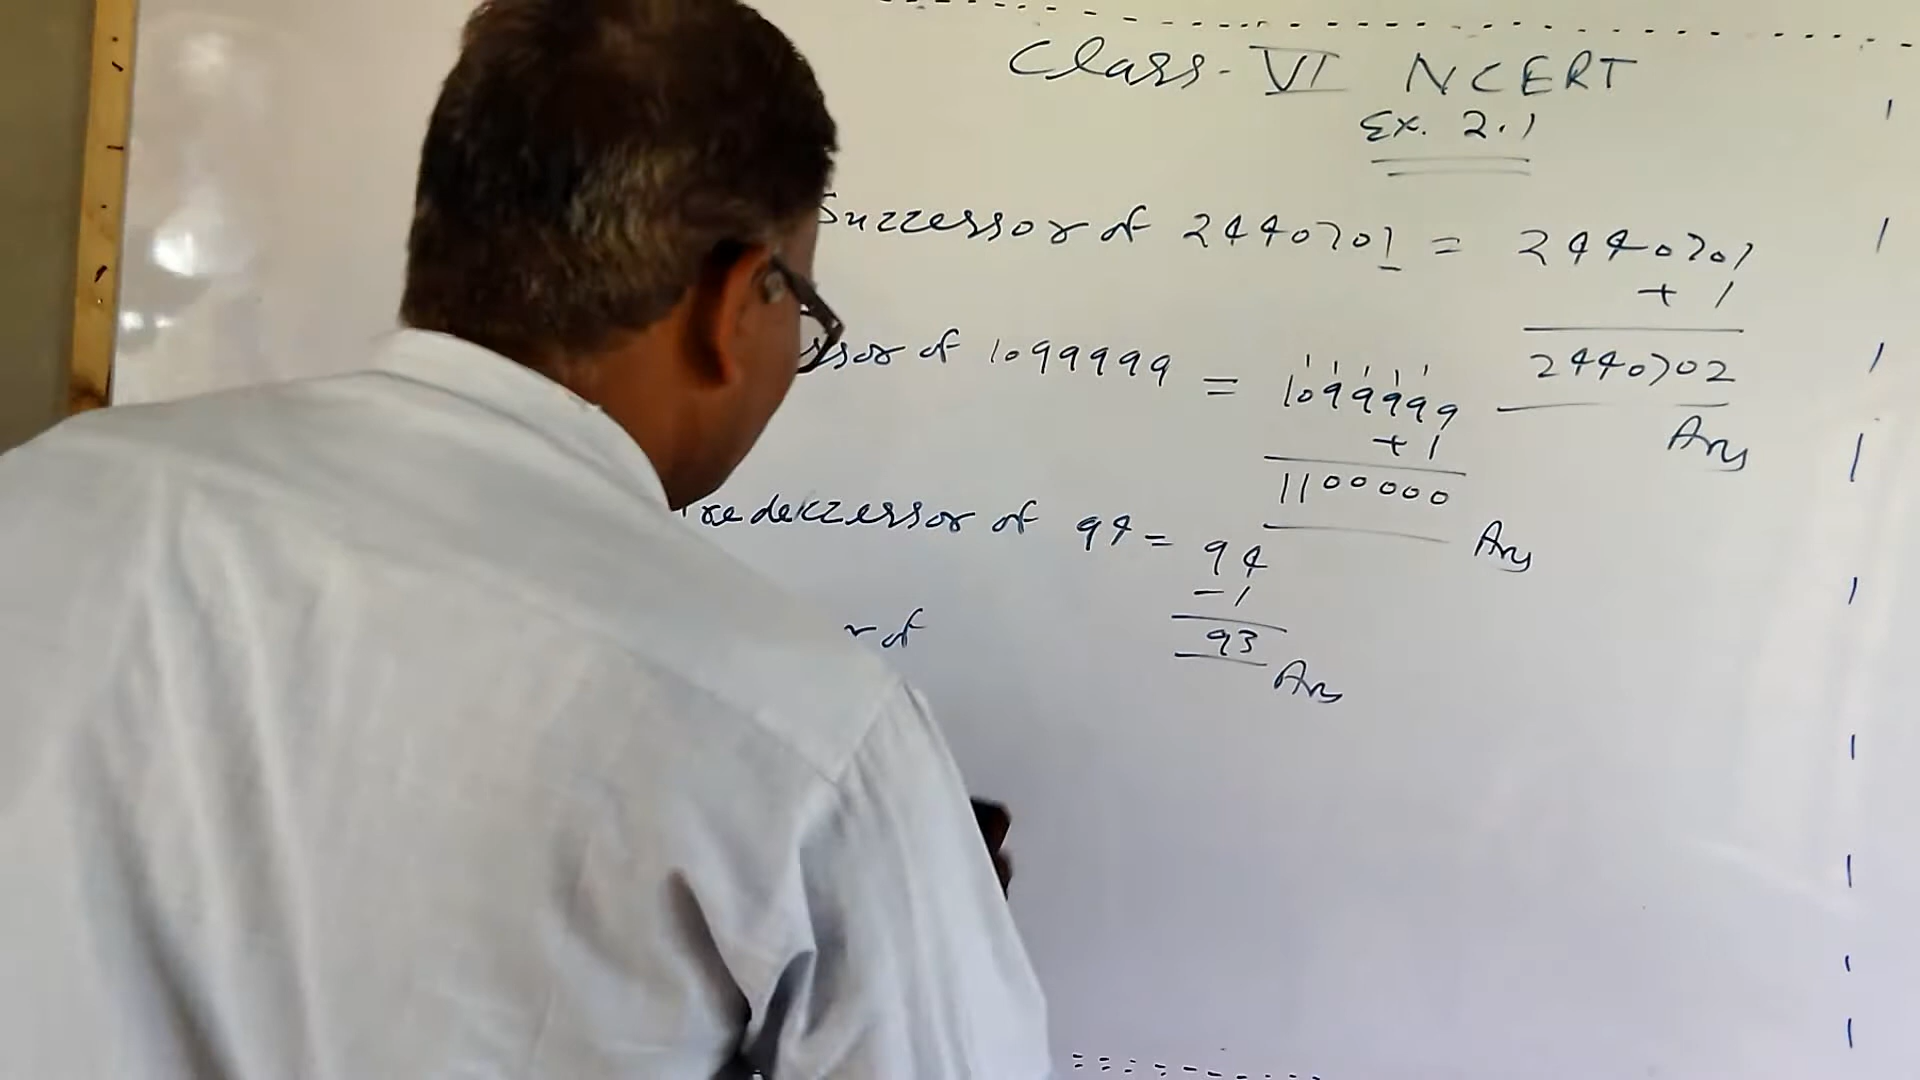 Class- VI NCERT
Ex. 2.1
Successor of 2440701 = 2440701
+ 1
2440702
Ans
ssor of 1099999 = 1099999
+1
1100000
Ans
redeccessor of 94 = 94
-1
93
Ans
r of